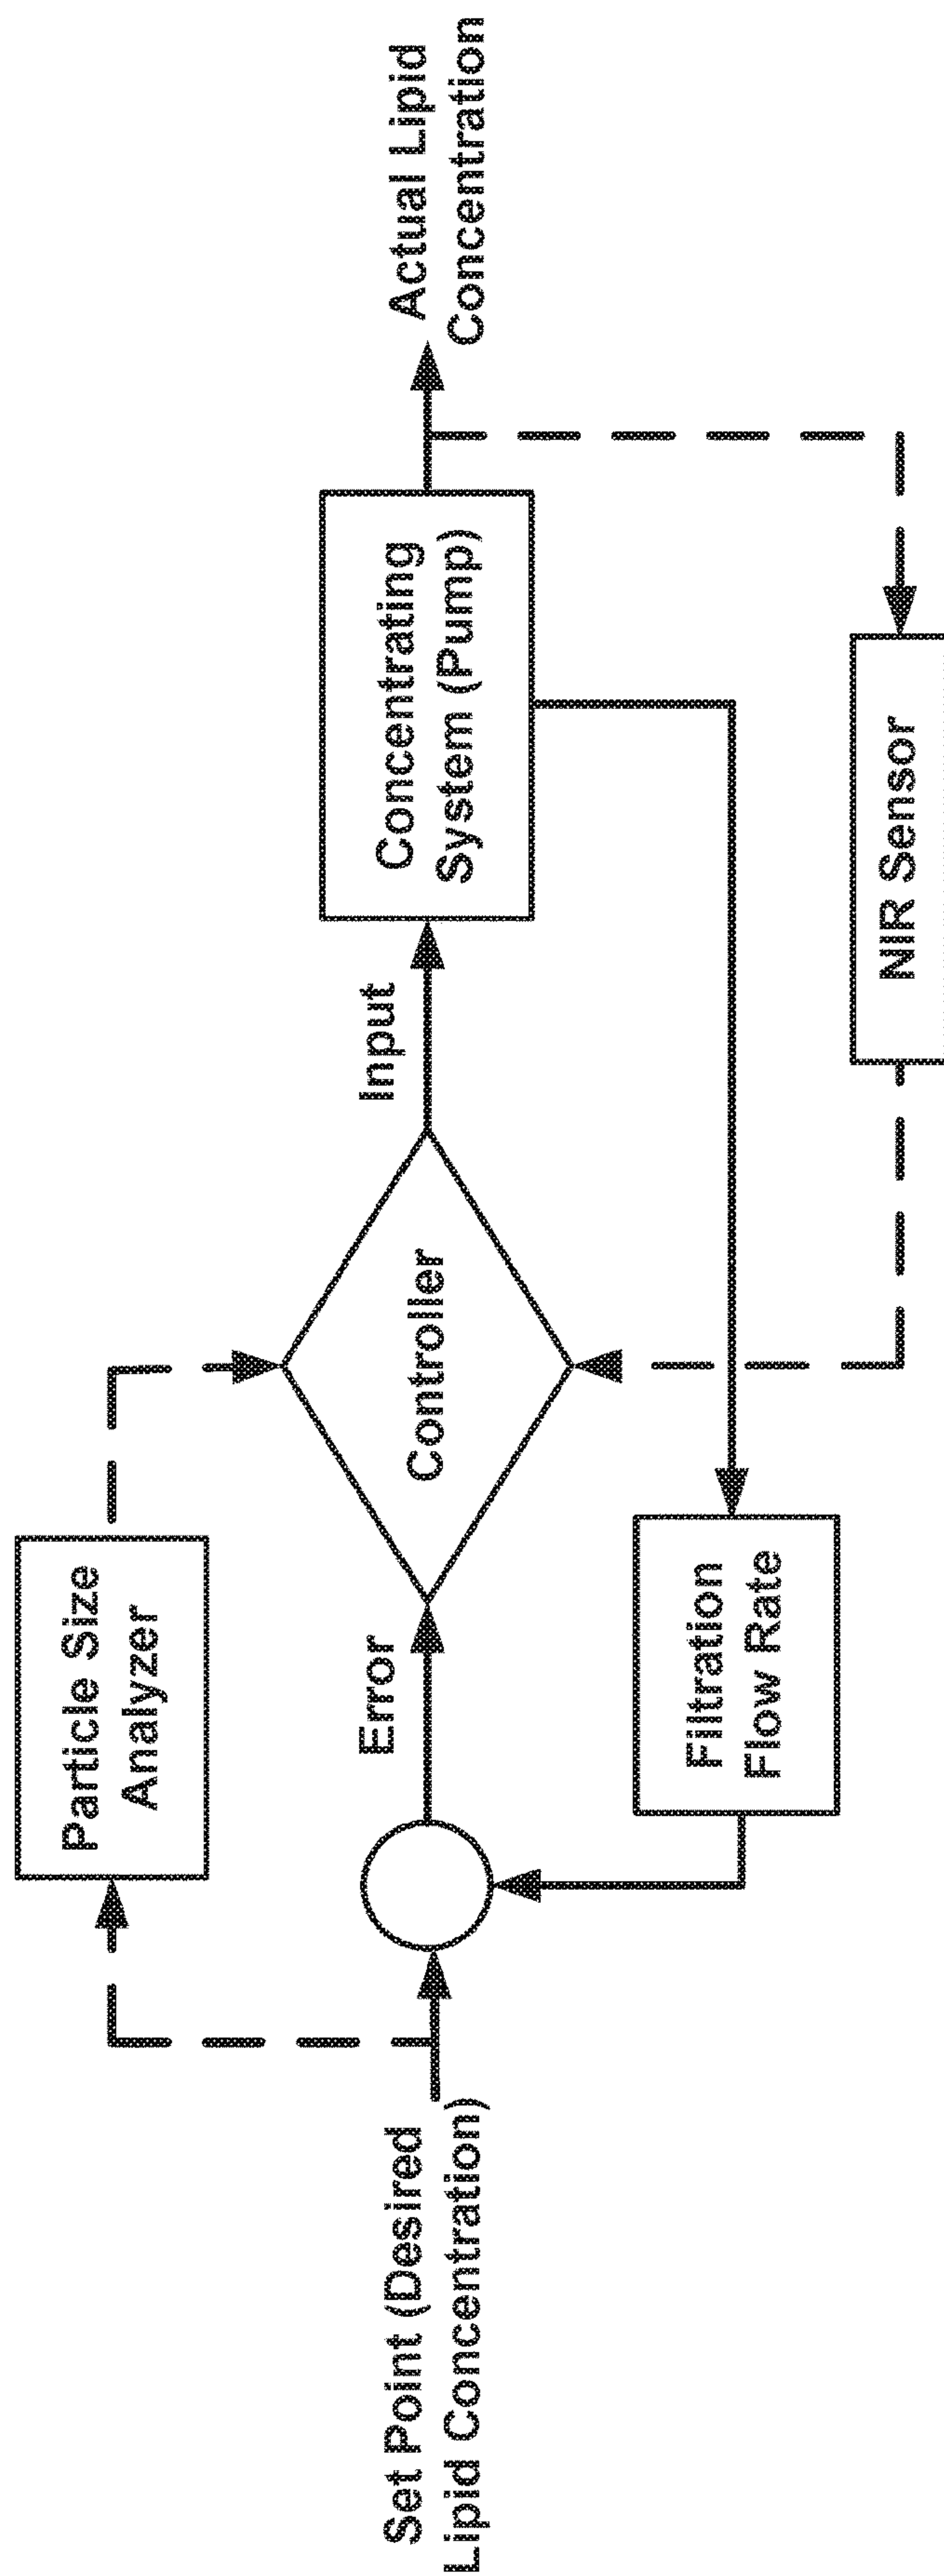 Particle Size
Analyzer
Set Point (Desired
Lipid Concentration)
Error
Controller
Input
Concentrating
System (Pump)
Actual Lipid
Concentration
Filtration
Flow Rate
NIR Sensor